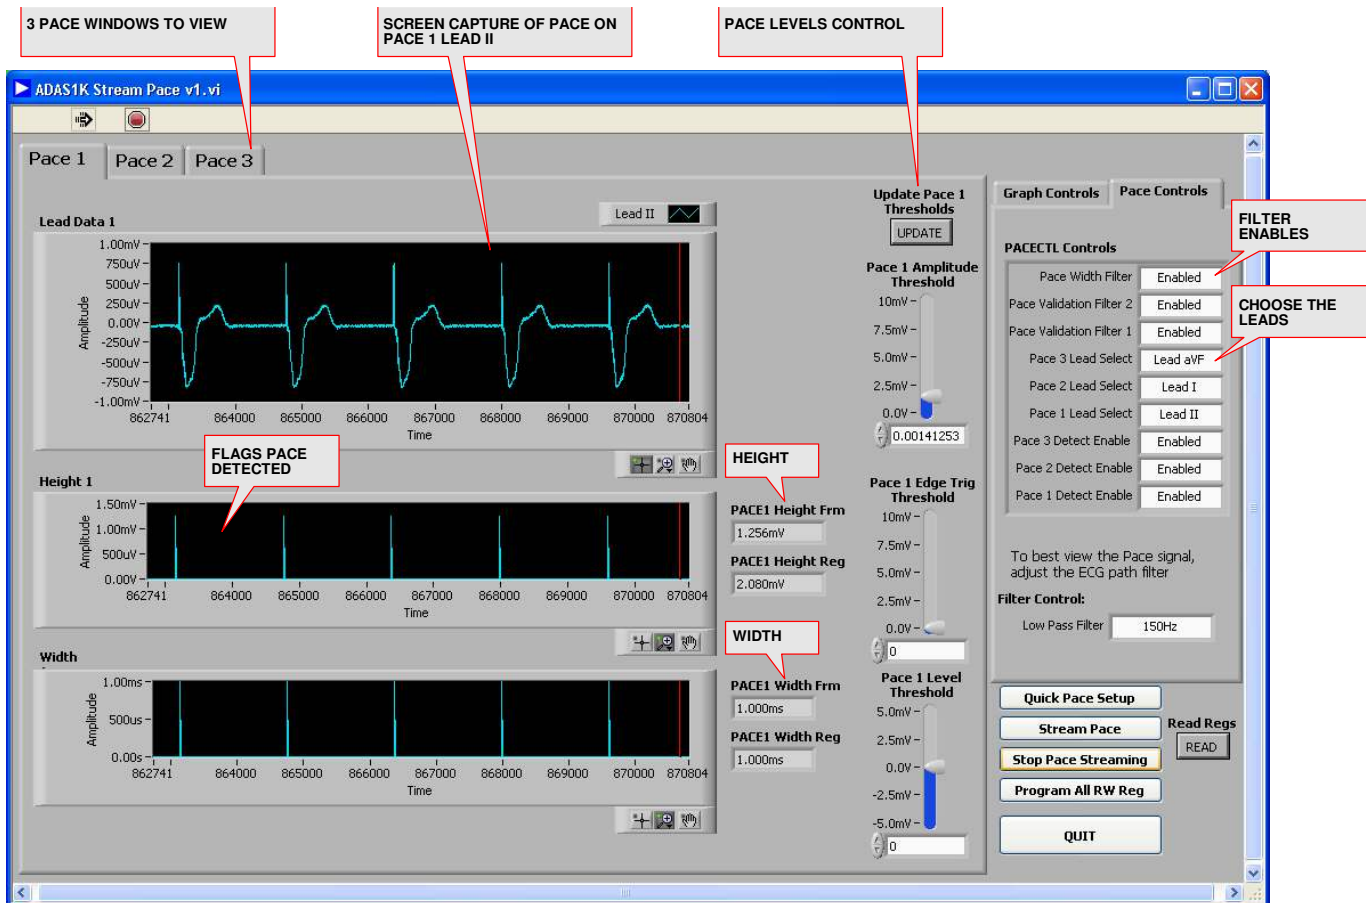 3 PACE WINDOWS TO VIEW
SCREEN CAPTURE OF PACE ON
PACE 1 LEAD II
PACE LEVELS CONTROL
ADAS1K Stream Pace v1.vi
Pace 1
Pace 2
Pace 3
Lead Data 1
Lead II
1.00mV
750uV
500uV
250uV
0.00V
-250uV
-500uV
-750uV
-1.00mV
Amplitude
862741
864000
865000
866000
867000
868000
869000
870000
870804
Time
FLAGS PACE
DETECTED
Height 1
1.50mV
1.00mV
500uV
0.00V
Amplitude
862741
864000
865000
866000
867000
868000
869000
870000
870804
Time
Width
1.00ms
500us
0.00s
Amplitude
862741
864000
865000
866000
867000
868000
869000
870000
870804
Time
HEIGHT
PACE1 Height Frm
1.256mV
PACE1 Height Reg
2.080mV
WIDTH
PACE1 Width Frm
1.000ms
PACE1 Width Reg
1.000ms
Update Pace 1
Thresholds
UPDATE
Pace 1 Amplitude
Threshold
10mV
7.5mV
5.0mV
2.5mV
0.0V
0.00141253
Pace 1 Edge Trig
Threshold
10mV
7.5mV
5.0mV
2.5mV
0.0V
0
Pace 1 Level
Threshold
5.0mV
2.5mV
0.0V
-2.5mV
-5.0mV
0
Graph Controls
Pace Controls
FILTER
ENABLES
PACECTL Controls
Pace Width Filter Enabled
Pace Validation Filter 2 Enabled
Pace Validation Filter 1 Enabled
CHOOSE THE
LEADS
Pace 3 Lead Select Lead aVF
Pace 2 Lead Select Lead I
Pace 1 Lead Select Lead II
Pace 3 Detect Enable Enabled
Pace 2 Detect Enable Enabled
Pace 1 Detect Enable Enabled
To best view the Pace signal,
adjust the ECG path filter
Filter Control:
Low Pass Filter 150Hz
Quick Pace Setup
Stream Pace
Stop Pace Streaming
Program All RW Reg
Read Regs
READ
QUIT